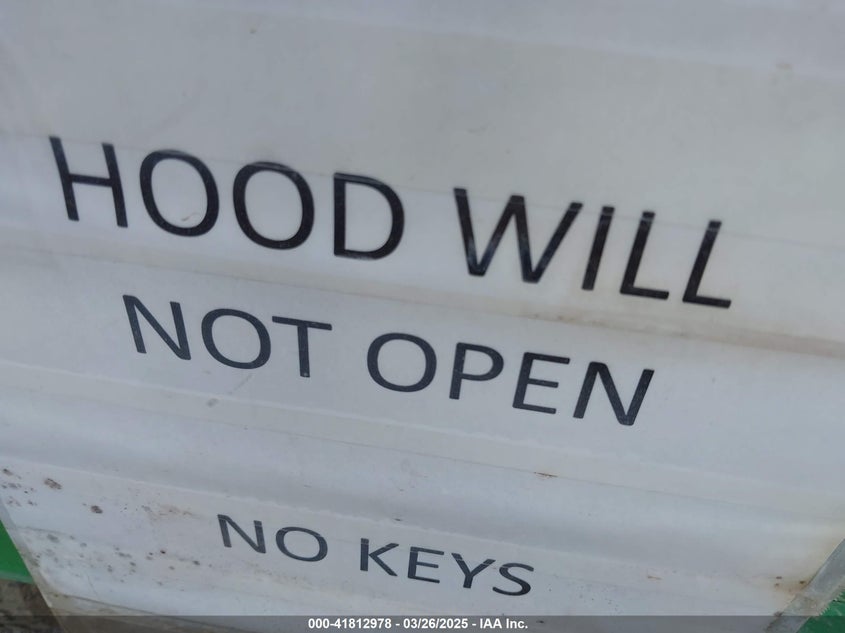 HOOD WILL
NOT OPEN
NO KEYS
000-41812978 - 03/26/2025 - IAA Inc.